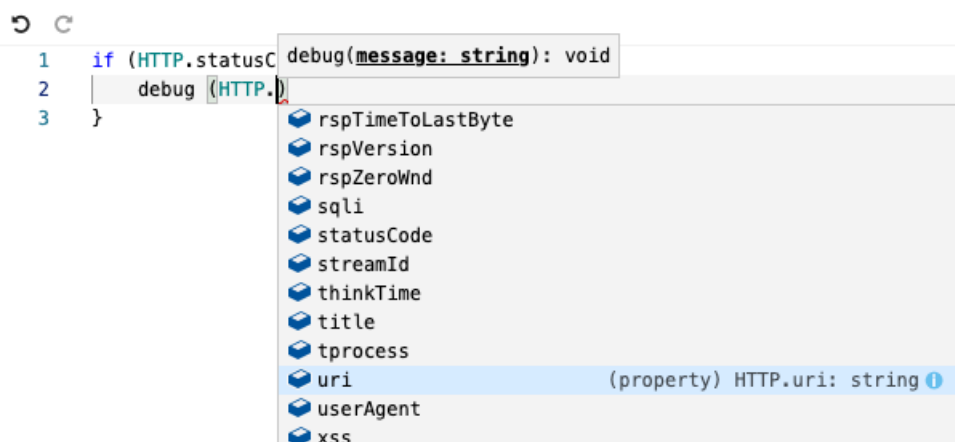 1 if (HTTP.statusC
debug(message: string): void
2 debug (HTTP.)
3 }
rspTimeToLastByte
rspVersion
rspZeroWnd
sqli
statusCode
streamId
thinkTime
title
tprocess
uri (property) HTTP.uri: string
userAgent
xss